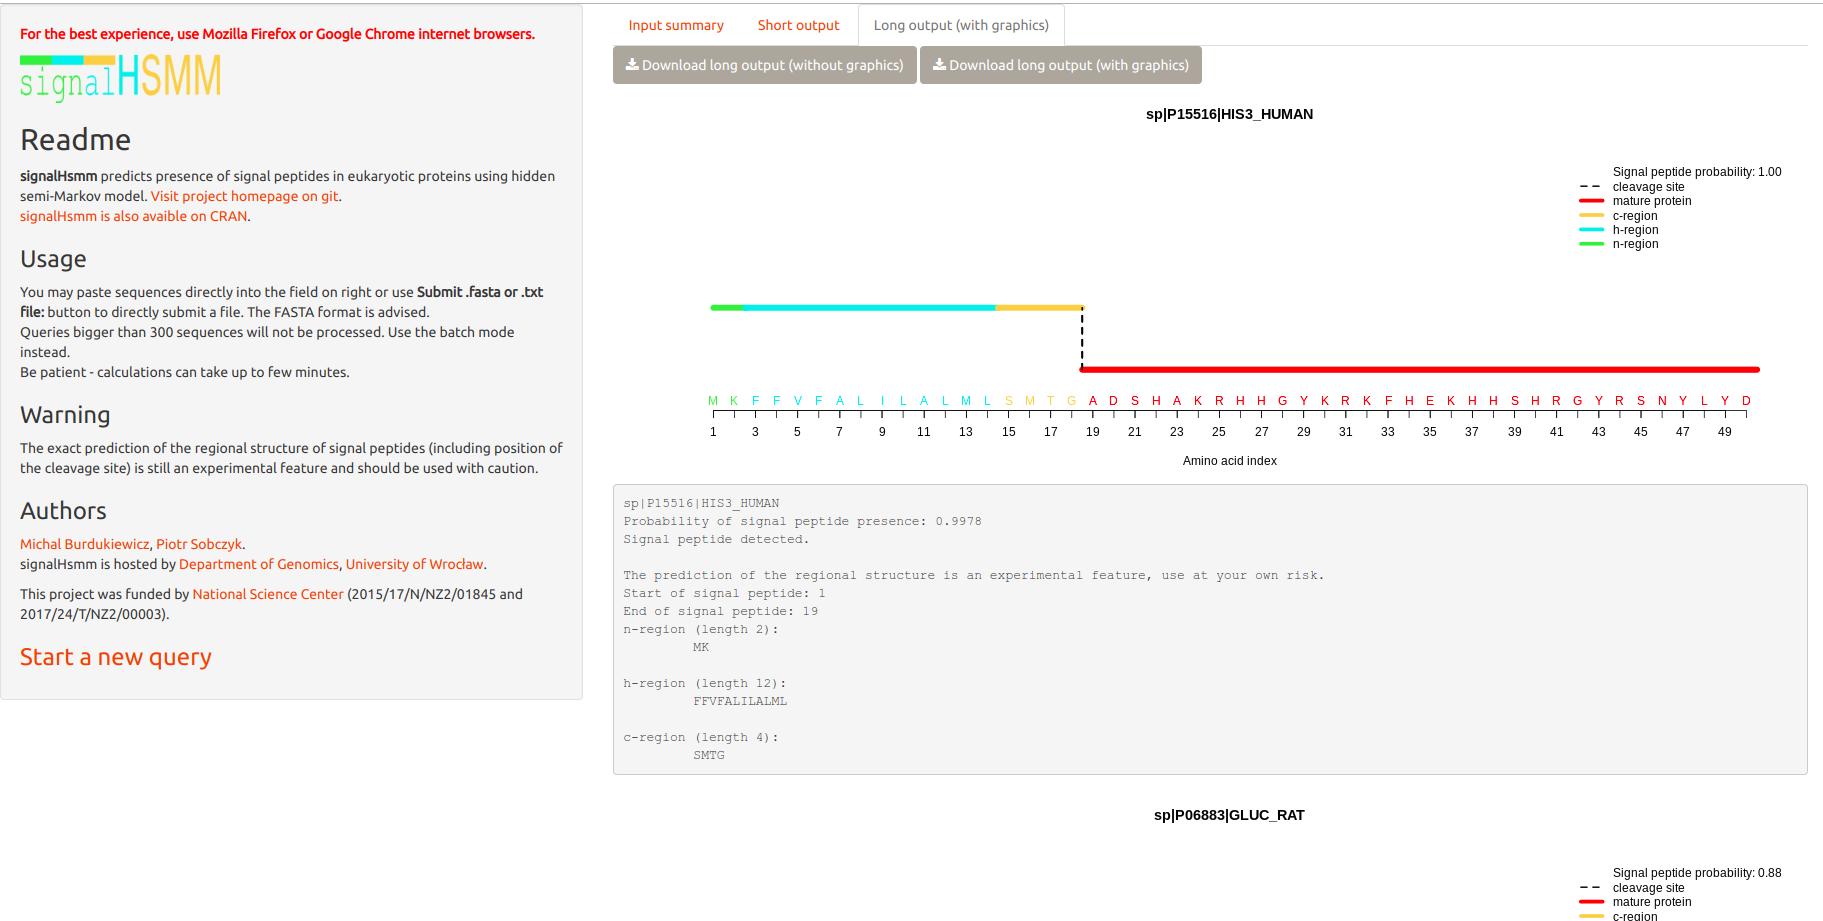 For the best experience, use Mozilla Firefox or Google Chrome internet browsers.
signalHSMM
Readme
signalHsmm predicts presence of signal peptides in eukaryotic proteins using hidden
semi-Markov model. Visit project homepage on git.
signalHsmm is also avaible on CRAN.
Usage
You may paste sequences directly into the field on right or use Submit .fasta or .txt
file: button to directly submit a file. The FASTA format is advised.
Queries bigger than 300 sequences will not be processed. Use the batch mode
instead.
Be patient - calculations can take up to few minutes.
Warning
The exact prediction of the regional structure of signal peptides (including position of
the cleavage site) is still an experimental feature and should be used with caution.
Authors
Michal Burdukiewicz, Piotr Sobczyk.
signalHsmm is hosted by Department of Genomics, University of Wrocław.
This project was funded by National Science Center (2015/17/N/NZ2/01845 and
2017/24/T/NZ2/00003).
Start a new query
Input summary Short output Long output (with graphics)
Download long output (without graphics) Download long output (with graphics)
sp|P15516|HIS3_HUMAN
Signal peptide probability: 1.00
cleavage site
mature protein
c-region
h-region
n-region
M K F F V F A L I L A L M L S M T G A D S H A K R H H G Y K R K F H E K H H S H R G Y R S N Y L Y D
1 3 5 7 9 11 13 15 17 19 21 23 25 27 29 31 33 35 37 39 41 43 45 47 49
Amino acid index
sp|P15516|HIS3_HUMAN
Probability of signal peptide presence: 0.9978
Signal peptide detected.
The prediction of the regional structure is an experimental feature, use at your own risk.
Start of signal peptide: 1
End of signal peptide: 19
n-region (length 2):
MK
h-region (length 12):
FFVFALILALML
c-region (length 4):
SMTG
sp|P06883|GLUC_RAT
Signal peptide probability: 0.88
cleavage site
mature protein
c-region